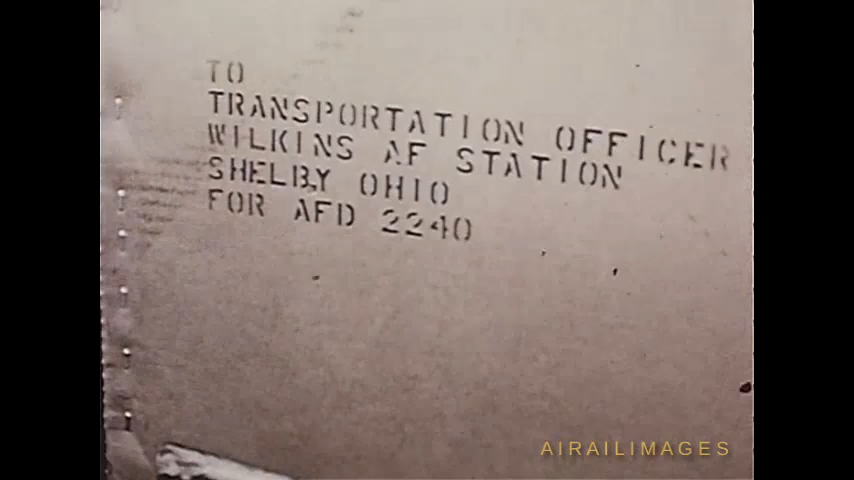 TO
TRANSPORTATION OFFICER
WILKINS AF STATION
SHELBY OHIO
FOR AFD 2240
AIRAILIMAGES